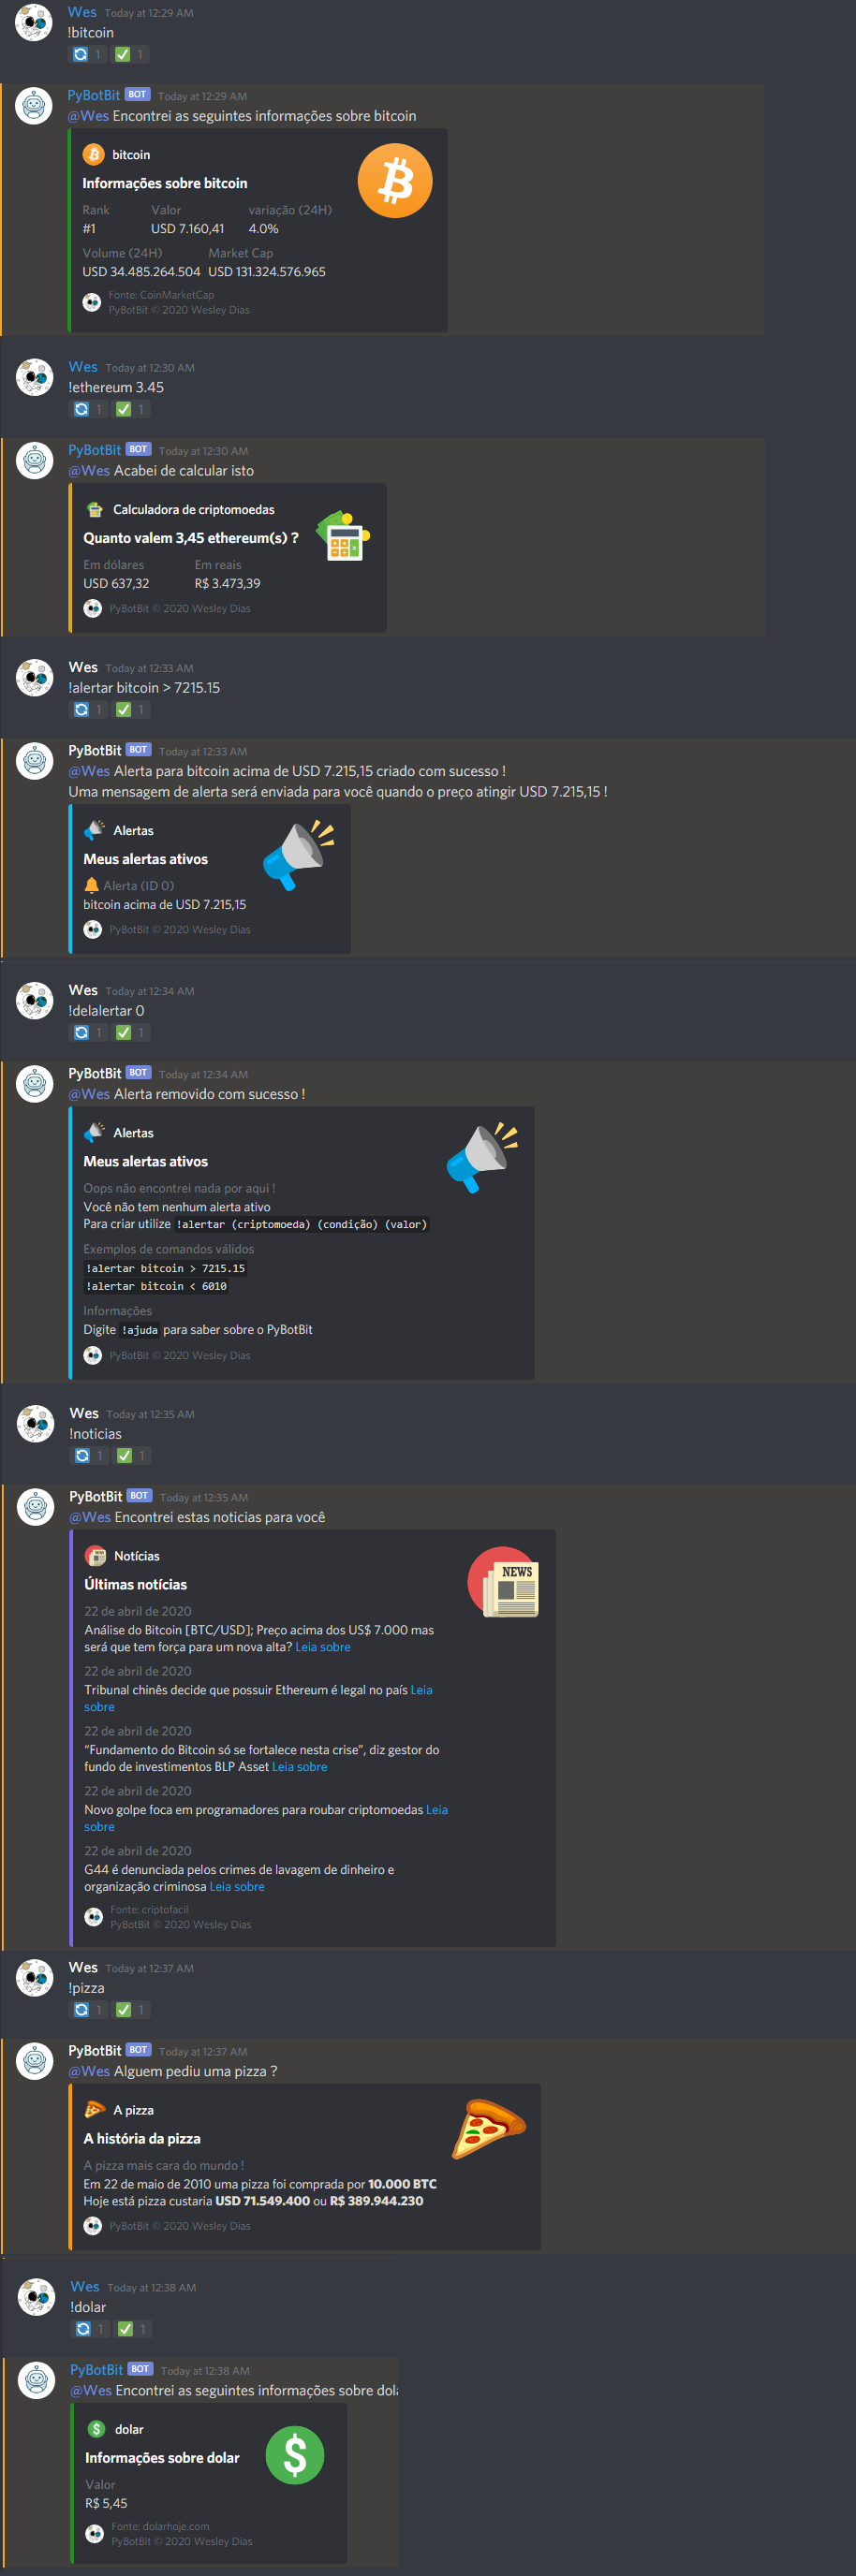 Wes Today at 12:29 AM
!bitcoin
1 1
PyBotBit BOT Today at 12:29 AM
@Wes Encontrei as seguintes informações sobre bitcoin
bitcoin
Informações sobre bitcoin
Rank Valor variação (24H)
#1 USD 7.160,41 4.0%
Volume (24H) Market Cap
USD 34.485.264.504 USD 131.324.576.965
Fonte: CoinMarketCap
PyBotBit © 2020 Wesley Dias
Wes Today at 12:30 AM
!ethereum 3.45
1 1
PyBotBit BOT Today at 12:30 AM
@Wes Acabei de calcular isto
Calculadora de criptomoedas
Quanto valem 3,45 ethereum(s) ?
Em dólares Em reais
USD 637,32 R$ 3.473,39
PyBotBit © 2020 Wesley Dias
Wes Today at 12:33 AM
!alertar bitcoin > 7215.15
1 1
PyBotBit BOT Today at 12:33 AM
@Wes Alerta para bitcoin acima de USD 7.215,15 criado com sucesso !
Uma mensagem de alerta será enviada para você quando o preço atingir USD 7.215,15 !
Alertas
Meus alertas ativos
Alerta (ID 0)
bitcoin acima de USD 7.215,15
PyBotBit © 2020 Wesley Dias
Wes Today at 12:34 AM
!delalertar 0
1 1
PyBotBit BOT Today at 12:34 AM
@Wes Alerta removido com sucesso !
Alertas
Meus alertas ativos
Oops não encontrei nada por aqui !
Você não tem nenhum alerta ativo
Para criar utilize !alertar (criptomoeda) (condição) (valor)
Exemplos de comandos válidos
!alertar bitcoin > 7215.15
!alertar bitcoin < 6010
Informações
Digite !ajuda para saber sobre o PyBotBit
PyBotBit © 2020 Wesley Dias
Wes Today at 12:35 AM
!noticias
1 1
PyBotBit BOT Today at 12:35 AM
@Wes Encontrei estas noticias para você
Notícias
NEWS
Últimas notícias
22 de abril de 2020
Análise do Bitcoin [BTC/USD]; Preço acima dos US$ 7.000 mas
será que tem força para um nova alta? Leia sobre
22 de abril de 2020
Tribunal chinês decide que possuir Ethereum é legal no país Leia
sobre
22 de abril de 2020
“Fundamento do Bitcoin só se fortalece nesta crise”, diz gestor do
fundo de investimentos BLP Asset Leia sobre
22 de abril de 2020
Novo golpe foca em programadores para roubar criptomoedas Leia
sobre
22 de abril de 2020
G44 é denunciada pelos crimes de lavagem de dinheiro e
organização criminosa Leia sobre
Fonte: criptofacil
PyBotBit © 2020 Wesley Dias
Wes Today at 12:37 AM
!pizza
1 1
PyBotBit BOT Today at 12:37 AM
@Wes Alguem pediu uma pizza ?
A pizza
A história da pizza
A pizza mais cara do mundo !
Em 22 de maio de 2010 uma pizza foi comprada por 10.000 BTC
Hoje está pizza custaria USD 71.549.400 ou R$ 389.944.230
PyBotBit © 2020 Wesley Dias
Wes Today at 12:38 AM
!dolar
1 1
PyBotBit BOT Today at 12:38 AM
@Wes Encontrei as seguintes informações sobre dola
dolar
Informações sobre dolar
Valor
R$ 5,45
Fonte: dolarhoje.com
PyBotBit © 2020 Wesley Dias